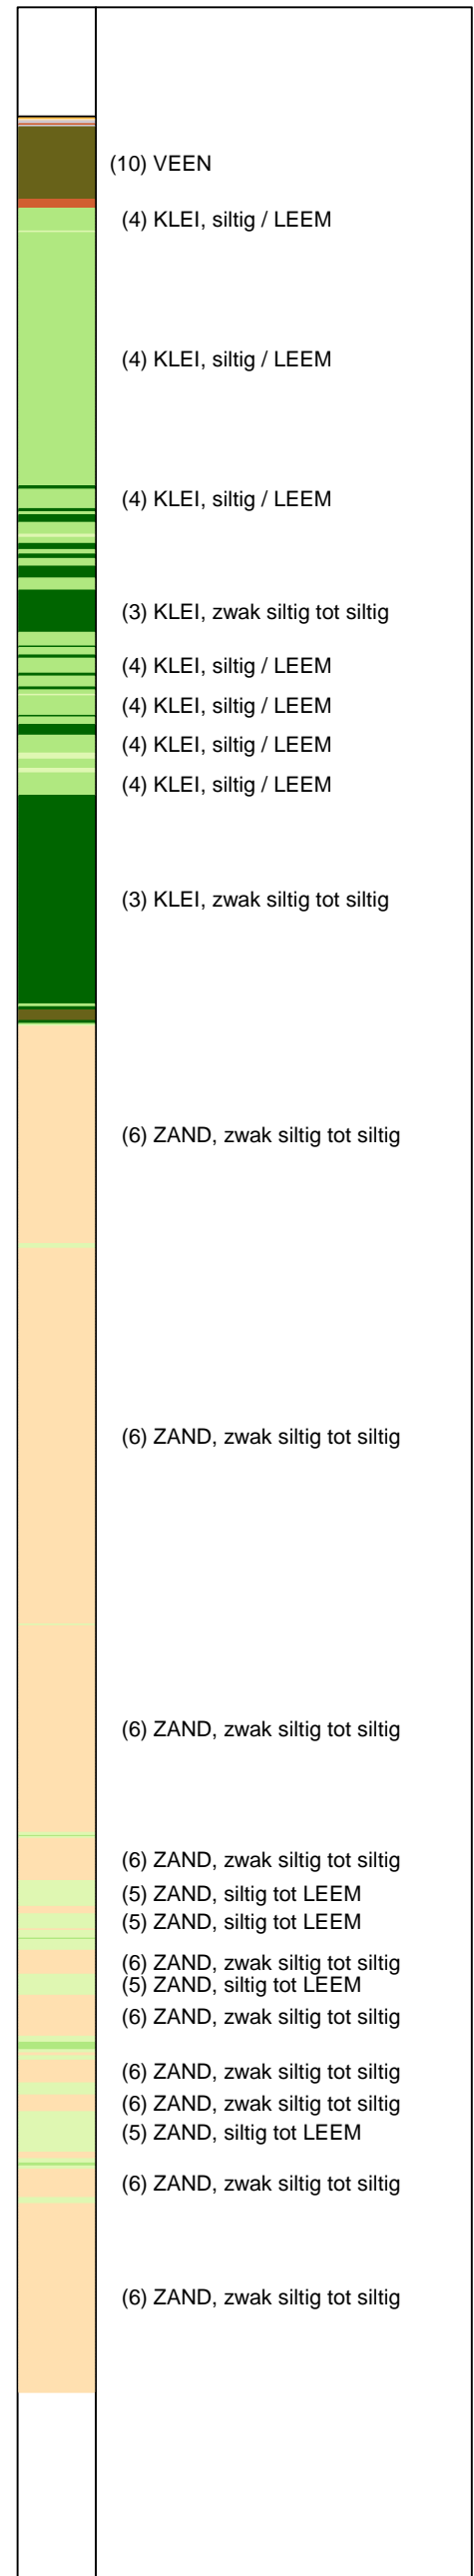 (10) VEEN
(4) KLEI, siltig / LEEM
(4) KLEI, siltig / LEEM
(4) KLEI, siltig / LEEM
(3) KLEI, zwak siltig tot siltig
(4) KLEI, siltig / LEEM
(4) KLEI, siltig / LEEM
(4) KLEI, siltig / LEEM
(4) KLEI, siltig / LEEM
(3) KLEI, zwak siltig tot siltig
(6) ZAND, zwak siltig tot siltig
(6) ZAND, zwak siltig tot siltig
(6) ZAND, zwak siltig tot siltig
(6) ZAND, zwak siltig tot siltig
(5) ZAND, siltig tot LEEM
(5) ZAND, siltig tot LEEM
(6) ZAND, zwak siltig tot siltig
(5) ZAND, siltig tot LEEM
(6) ZAND, zwak siltig tot siltig
(6) ZAND, zwak siltig tot siltig
(6) ZAND, zwak siltig tot siltig
(5) ZAND, siltig tot LEEM
(6) ZAND, zwak siltig tot siltig
(6) ZAND, zwak siltig tot siltig